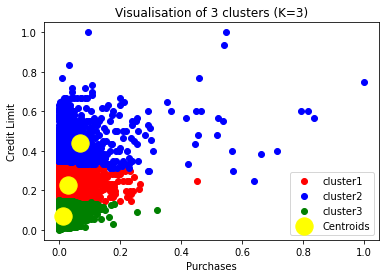 Visualisation of 3 clusters (K=3)
1.0
0.8
0.6
0.4
0.2
0.0
Credit Limit
cluster1
cluster2
cluster3
Centroids
0.0 0.2 0.4 0.6 0.8 1.0
Purchases